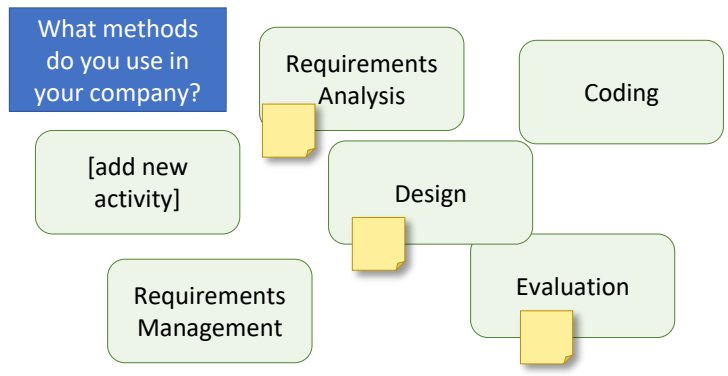 What methods
do you use in
your company?
Requirements
Analysis
Coding
[add new
activity]
Design
Requirements
Management
Evaluation